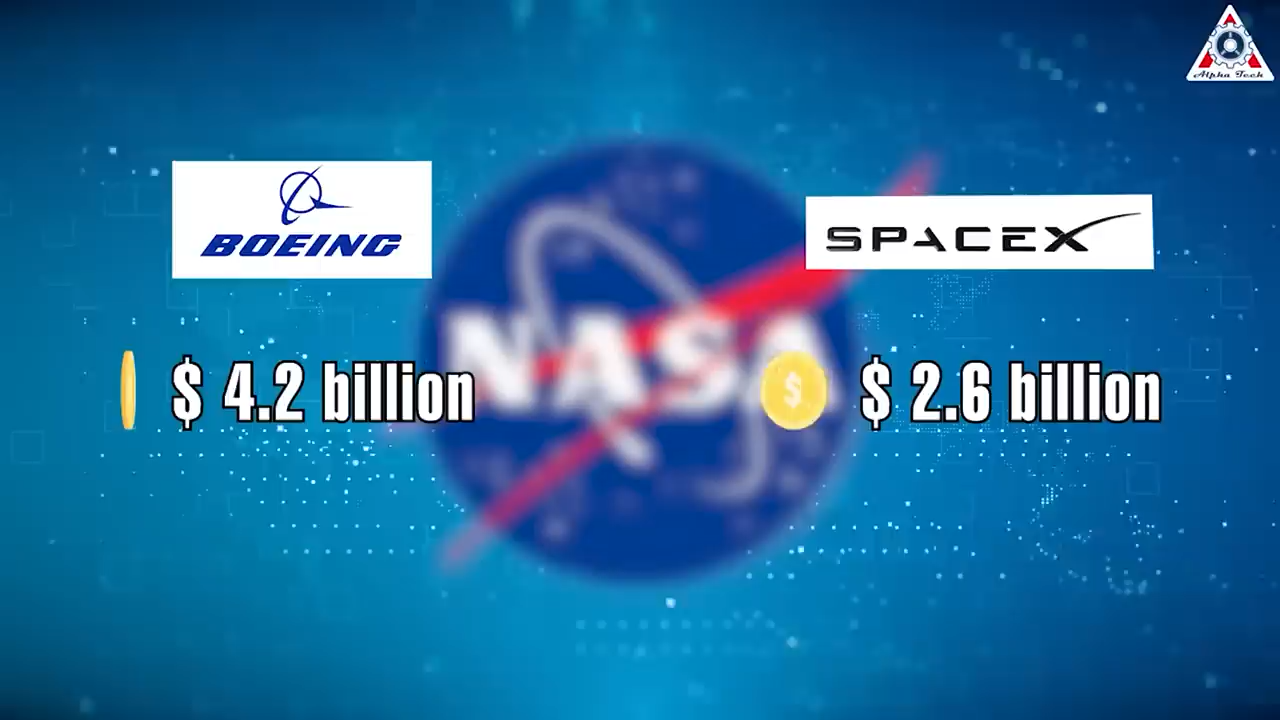 Alpha Tech
BOEING
SPACEX
NASA
$ 4.2 billion
$
$ 2.6 billion